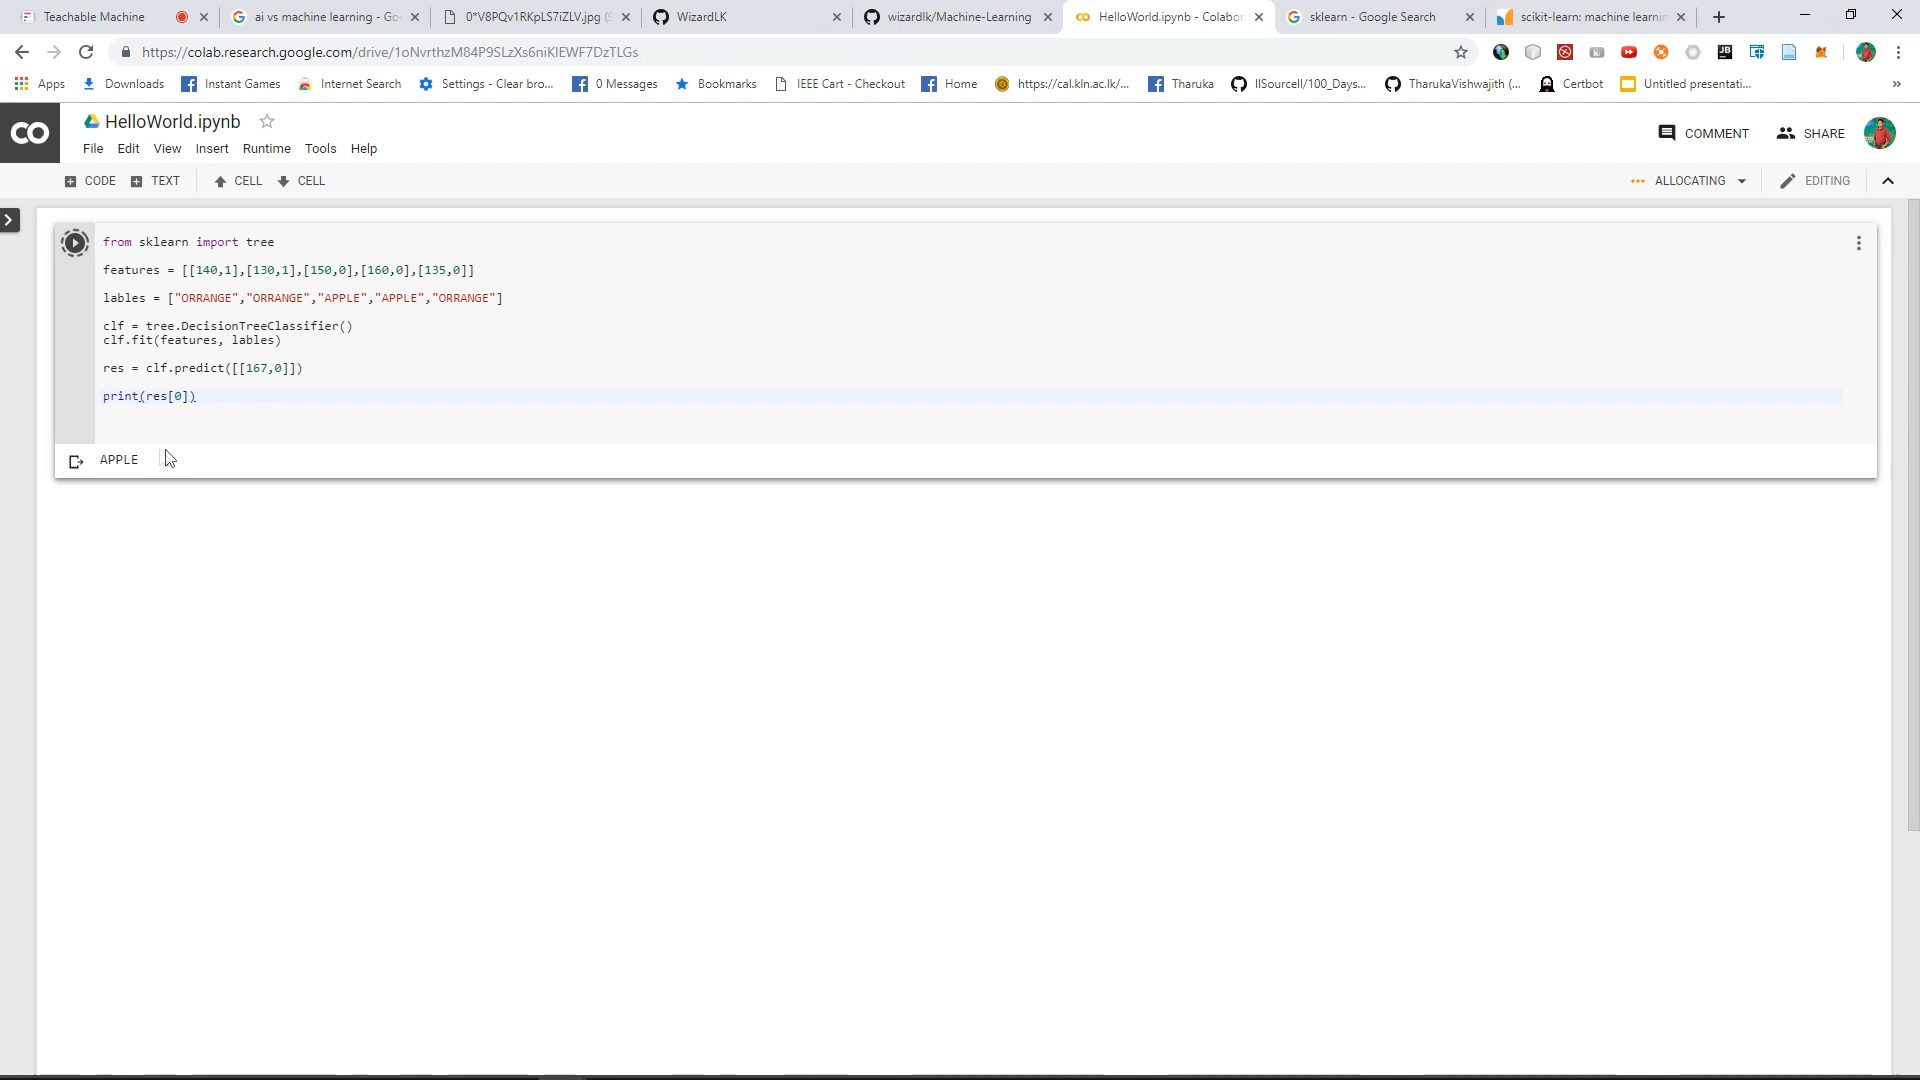 Teachable Machine
ai vs machine learning - Go
0*V8PQv1RKpLS7iZLV.jpg (
WizardLK
wizardlk/Machine-Learning
HelloWorld.ipynb - Colabor
sklearn - Google Search
scikit-learn: machine learnin
https://colab.research.google.com/drive/1oNvrthzM84P9SLzXs6niKlEWF7DzTLGs
Apps
Downloads
Instant Games
Internet Search
Settings - Clear bro...
0 Messages
Bookmarks
IEEE Cart - Checkout
Home
https://cal.kln.ac.lk/...
Tharuka
llSourcell/100_Days...
TharukaVishwajith (...
Certbot
Untitled presentati...
»
CO
HelloWorld.ipynb
COMMENT
SHARE
File Edit View Insert Runtime Tools Help
CODE TEXT CELL CELL
ALLOCATING
EDITING
from sklearn import tree
features = [[140,1],[130,1],[150,0],[160,0],[135,0]]
lables = ["ORRANGE","ORRANGE","APPLE","APPLE","ORRANGE"]
clf = tree.DecisionTreeClassifier()
clf.fit(features, lables)
res = clf.predict([[167,0]])
print(res[0])
APPLE